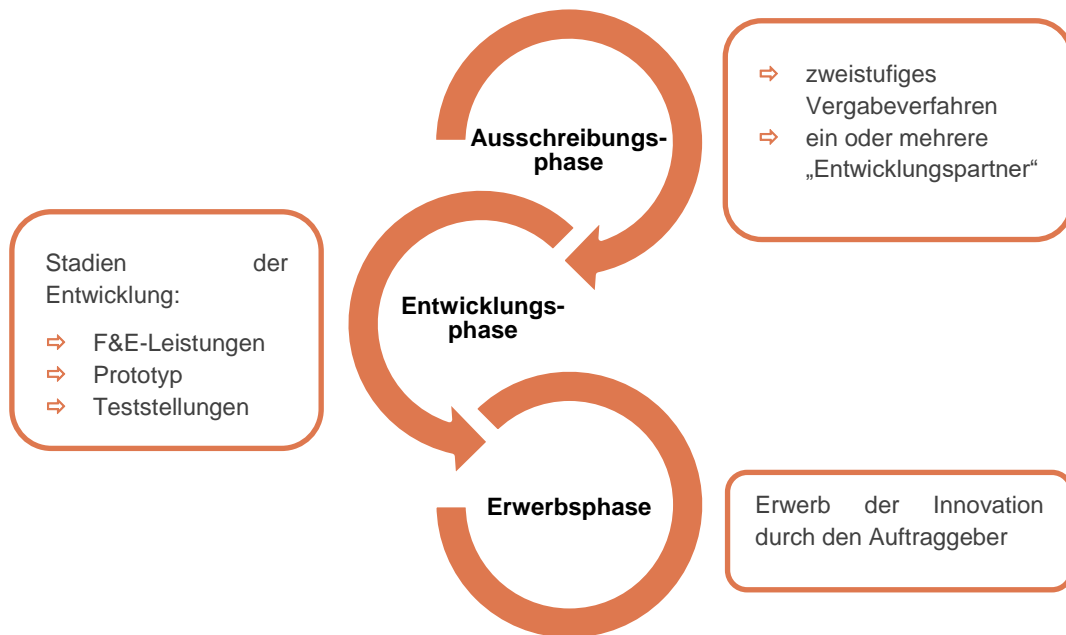 Ausschreibungs-
phase
⇨ zweistufiges
Vergabeverfahren
⇨ ein oder mehrere
„Entwicklungspartner“
Stadien der
Entwicklung:
⇨ F&E-Leistungen
⇨ Prototyp
⇨ Teststellungen
Entwicklungs-
phase
Erwerbsphase
Erwerb der Innovation
durch den Auftraggeber